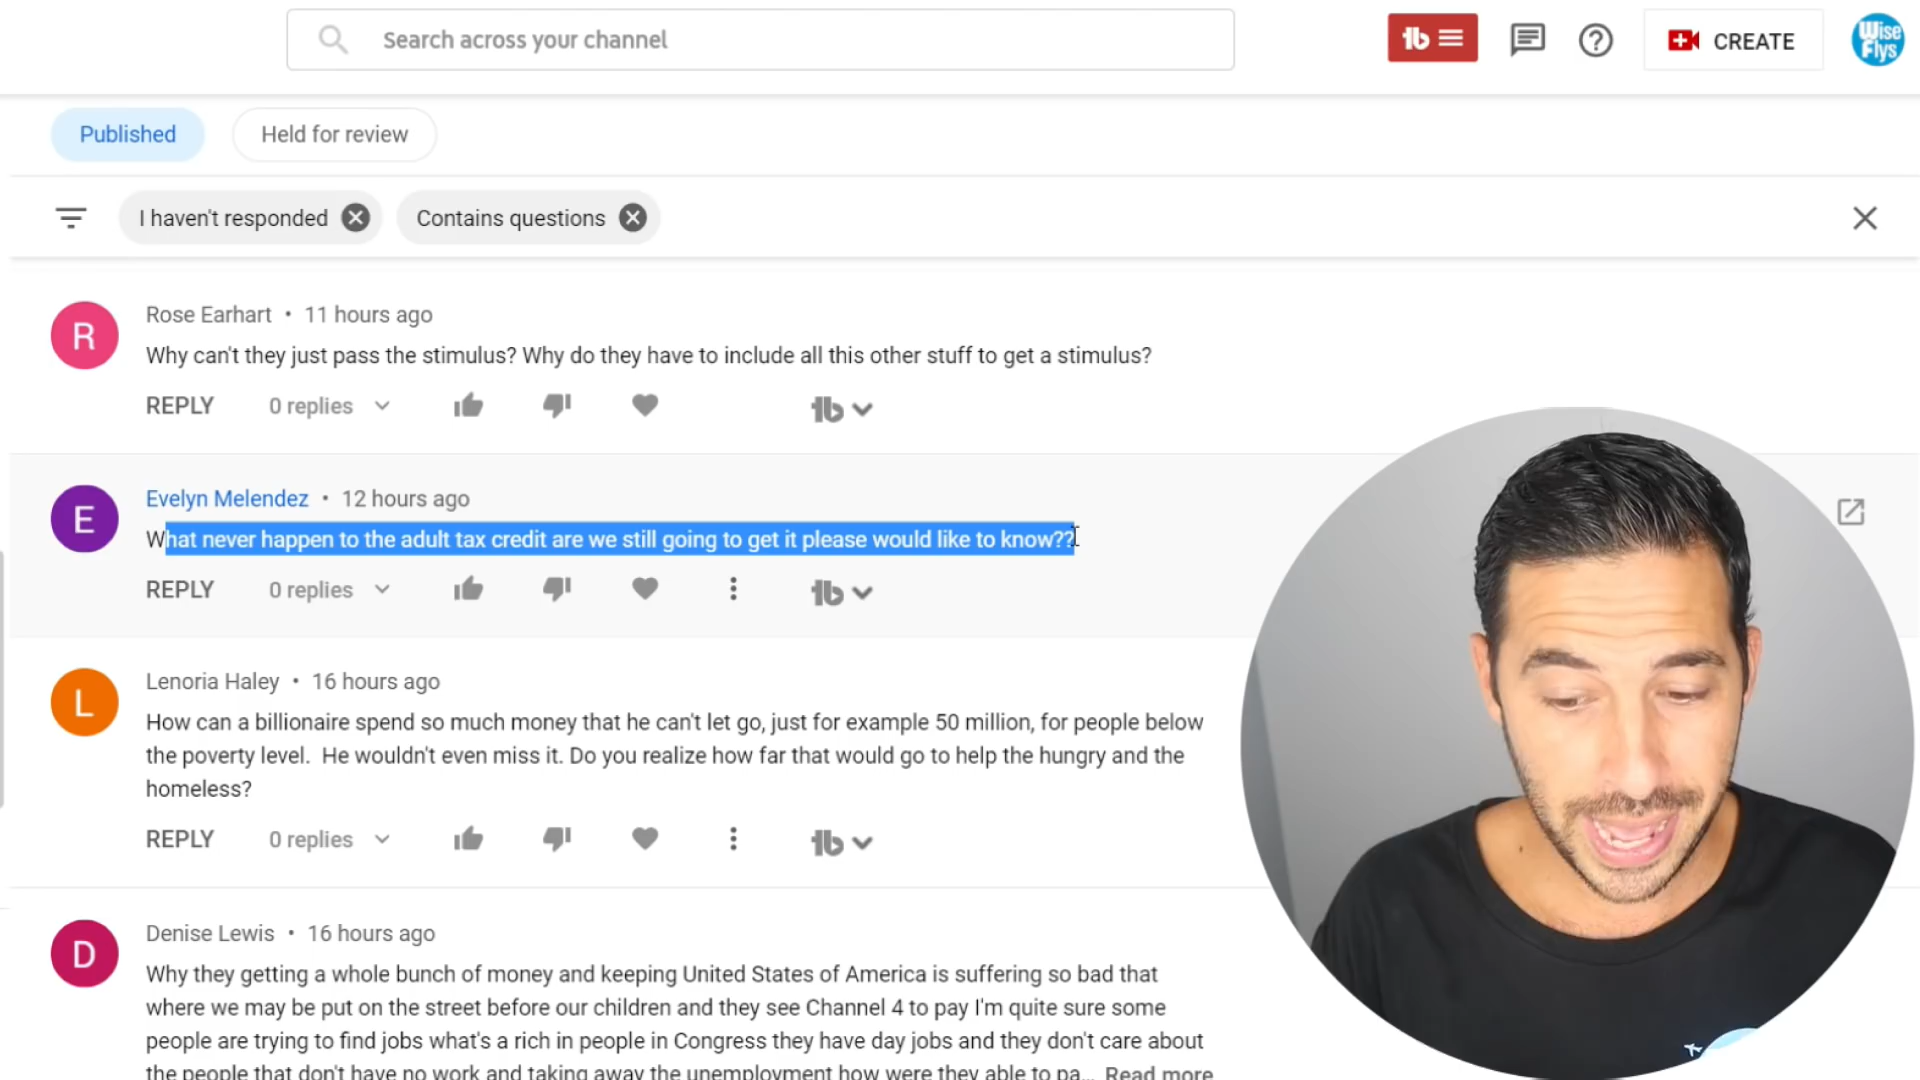 Search across your channel
CREATE
Wise
Flys
Published
Held for review
I haven't responded
Contains questions
R
Rose Earhart • 11 hours ago
Why can't they just pass the stimulus? Why do they have to include all this other stuff to get a stimulus?
REPLY
0 replies
E
Evelyn Melendez • 12 hours ago
What never happen to the adult tax credit are we still going to get it please would like to know??
REPLY
0 replies
L
Lenoria Haley • 16 hours ago
How can a billionaire spend so much money that he can't let go, just for example 50 million, for people below
the poverty level. He wouldn't even miss it. Do you realize how far that would go to help the hungry and the
homeless?
REPLY
0 replies
D
Denise Lewis • 16 hours ago
Why they getting a whole bunch of money and keeping United States of America is suffering so bad that
where we may be put on the street before our children and they see Channel 4 to pay I'm quite sure some
people are trying to find jobs what's a rich in people in Congress they have day jobs and they don't care about
the people that don't have no work and taking away the unemployment how were they able to pa... Read more